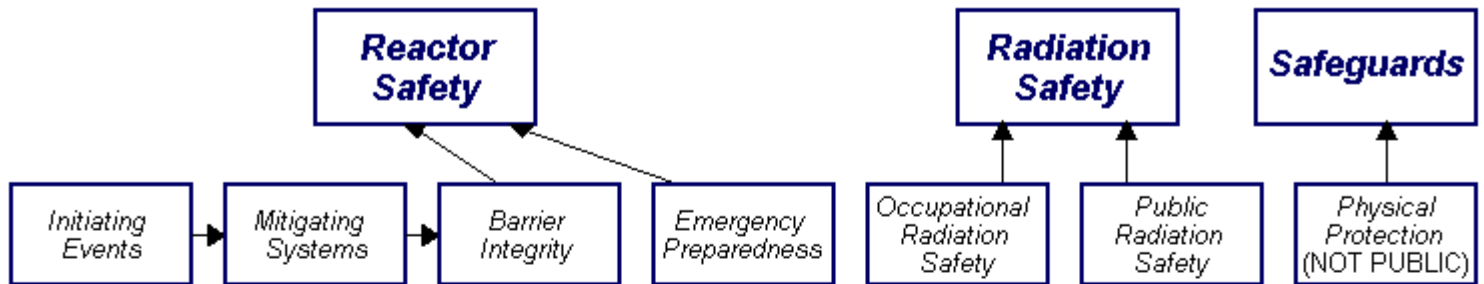 Reactor
Safety
Radiation
Safety
Safeguards
Initiating
Events
Mitigating
Systems
Barrier
Integrity
Emergency
Preparedness
Occupational
Radiation
Safety
Public
Radiation
Safety
Physical
Protection
(NOT PUBLIC)